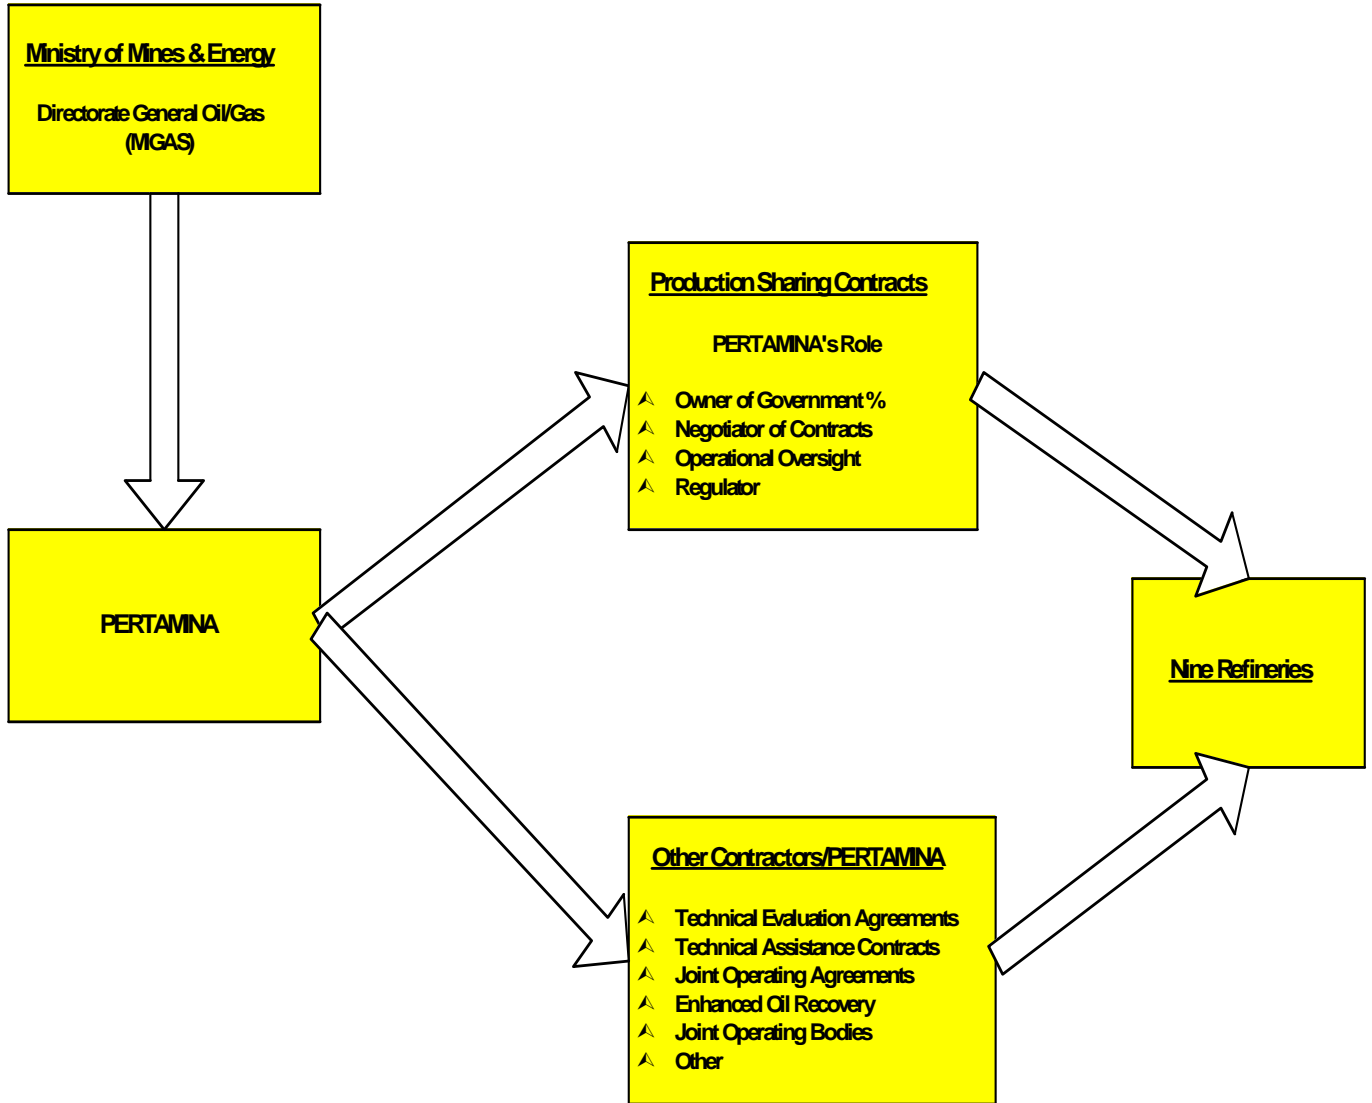 Ministry of Mines & Energy
Directorate General Oil/Gas
(MIGAS)
PERTAMINA
Production Sharing Contracts
PERTAMINA's Role
Owner of Government %
Negotiator of Contracts
Operational Oversight
Regulator
Other Contractors/PERTAMINA
Technical Evaluation Agreements
Technical Assistance Contracts
Joint Operating Agreements
Enhanced Oil Recovery
Joint Operating Bodies
Other
Nine Refineries